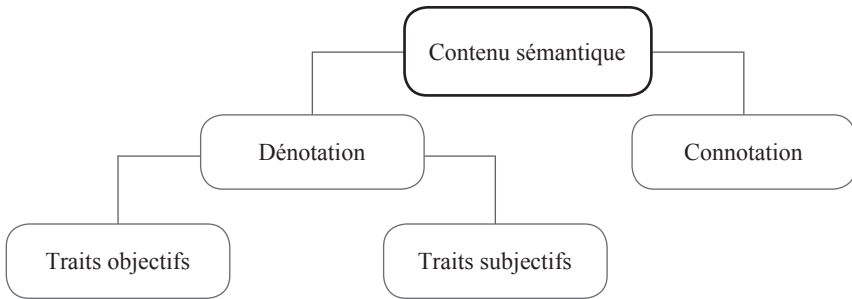 Contenu sémantique
Dénotation
Connotation
Traits objectifs
Traits subjectifs